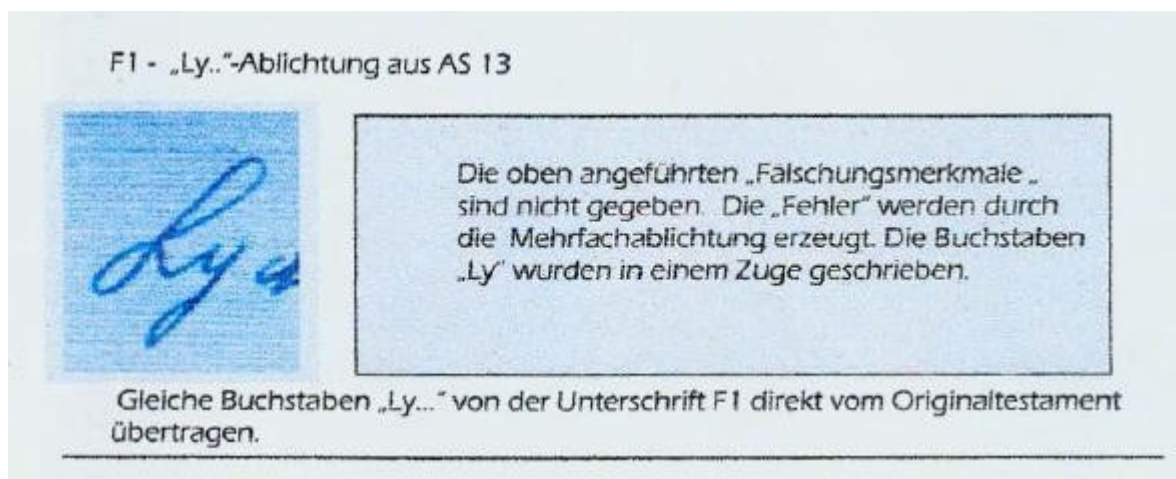 F1 - „Ly..“-Ablichtung aus AS 13
Ly
Die oben angeführten „Fälschungsmerkmale „
sind nicht gegeben. Die „Fehler“ werden durch
die Mehrfachablichtung erzeugt. Die Buchstaben
„Ly“ wurden in einem Zuge geschrieben.
Gleiche Buchstaben „Ly...“ von der Unterschrift F1 direkt vom Originaltestament
übertragen.